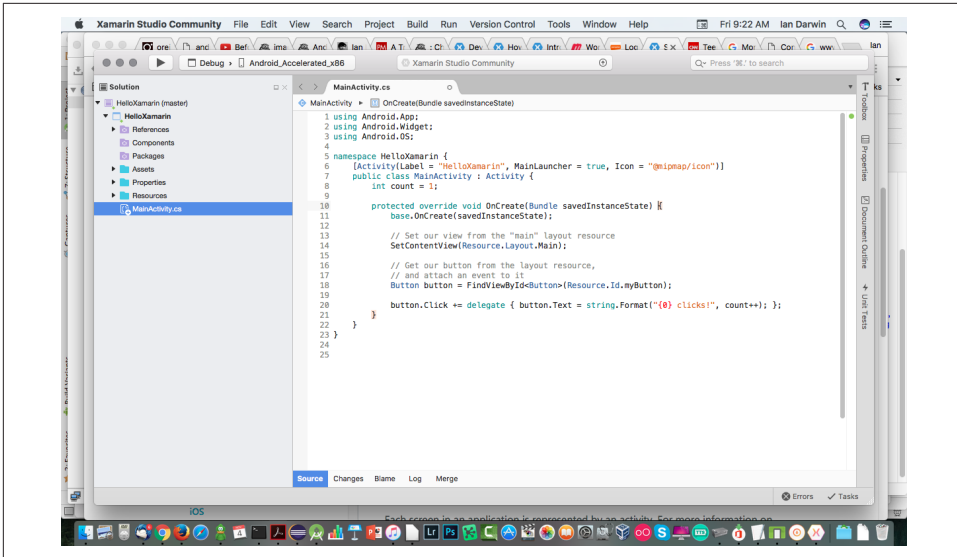 Xamarin Studio Community File Edit View Search Project Build Run Version Control Tools Window Help Fri 9:22 AM Ian Darwin
Ian
Debug › Android_Accelerated_x86
Xamarin Studio Community
Press '⌘.' to search
Solution
HelloXamarin (master)
HelloXamarin
References
Components
Packages
Assets
Properties
Resources
MainActivity.cs
MainActivity.cs
MainActivity ▸ OnCreate(Bundle savedInstanceState)
1 using Android.App;
2 using Android.Widget;
3 using Android.OS;
4
5 namespace HelloXamarin {
6 [Activity(Label = "HelloXamarin", MainLauncher = true, Icon = "@mipmap/icon")]
7 public class MainActivity : Activity {
8 int count = 1;
9
10 protected override void OnCreate(Bundle savedInstanceState) {
11 base.OnCreate(savedInstanceState);
12
13 // Set our view from the "main" layout resource
14 SetContentView(Resource.Layout.Main);
15
16 // Get our button from the layout resource,
17 // and attach an event to it
18 Button button = FindViewById<Button>(Resource.Id.myButton);
19
20 button.Click += delegate { button.Text = string.Format("{0} clicks!", count++); };
21 }
22 }
23 }
24
25
Toolbox
Properties
Document Outline
Unit Tests
Source Changes Blame Log Merge
Errors Tasks
iOS